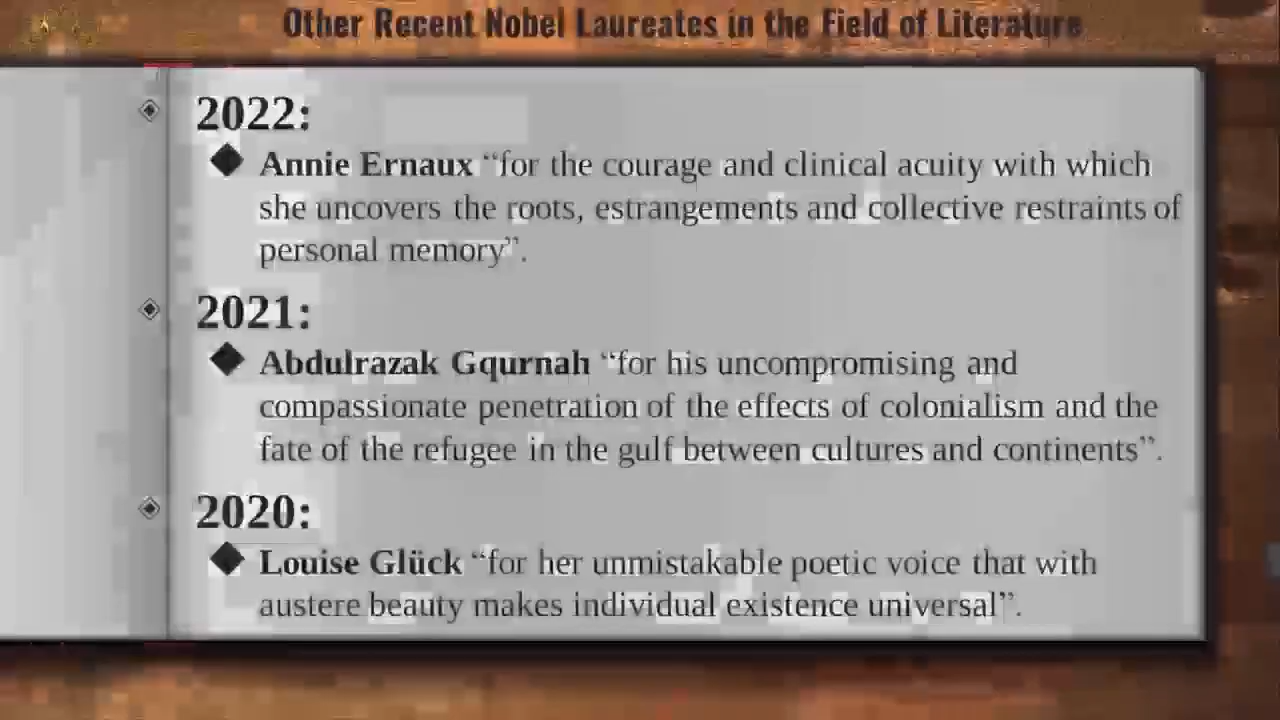 Other Recent Nobel Laureates in the Field of Literature
2022:
Annie Ernaux “for the courage and clinical acuity with which
she uncovers the roots, estrangements and collective restraints of
personal memory”.
2021:
Abdulrazak Gqurnah “for his uncompromising and
compassionate penetration of the effects of colonialism and the
fate of the refugee in the gulf between cultures and continents”.
2020:
Louise Glück “for her unmistakable poetic voice that with
austere beauty makes individual existence universal”.